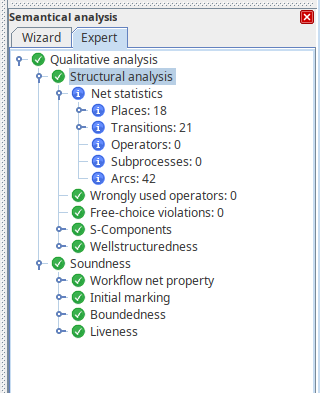 Semantical analysis
Wizard
Expert
Qualitative analysis
Structural analysis
Net statistics
Places: 18
Transitions: 21
Operators: 0
Subprocesses: 0
Arcs: 42
Wrongly used operators: 0
Free-choice violations: 0
S-Components
Wellstructuredness
Soundness
Workflow net property
Initial marking
Boundedness
Liveness